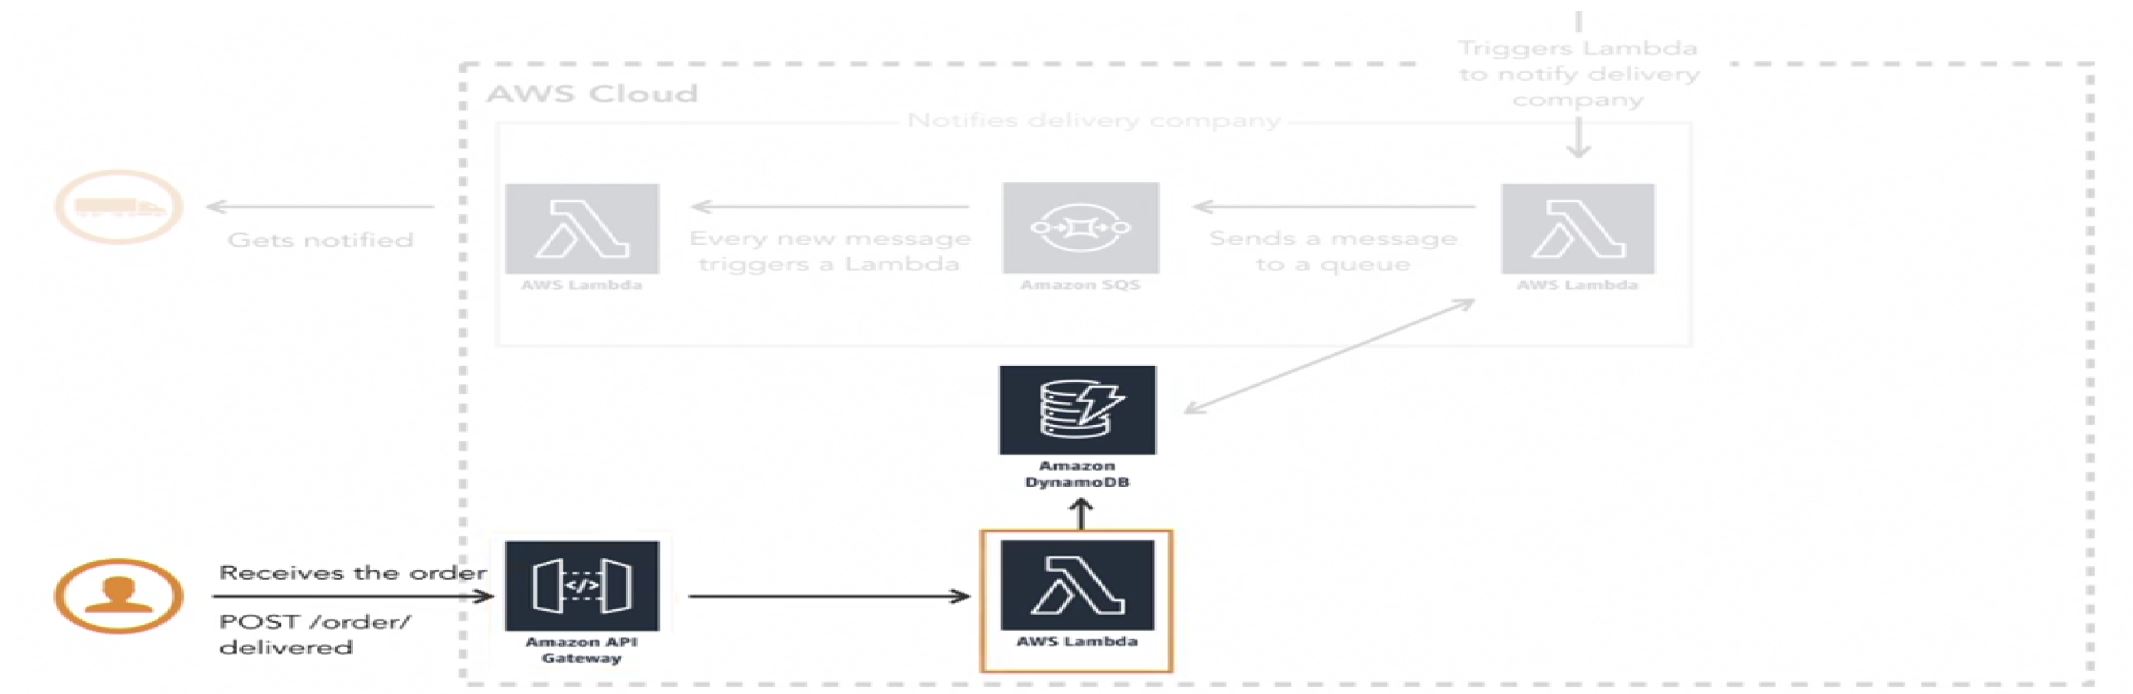 Triggers Lambda
to notify delivery
company
AWS Cloud
Notifies delivery company
Gets notified
AWS Lambda
Every new message
triggers a Lambda
Amazon SQS
Sends a message
to a queue
AWS Lambda
Amazon
DynamoDB
Receives the order
POST /order/
delivered
</>
Amazon API
Gateway
AWS Lambda